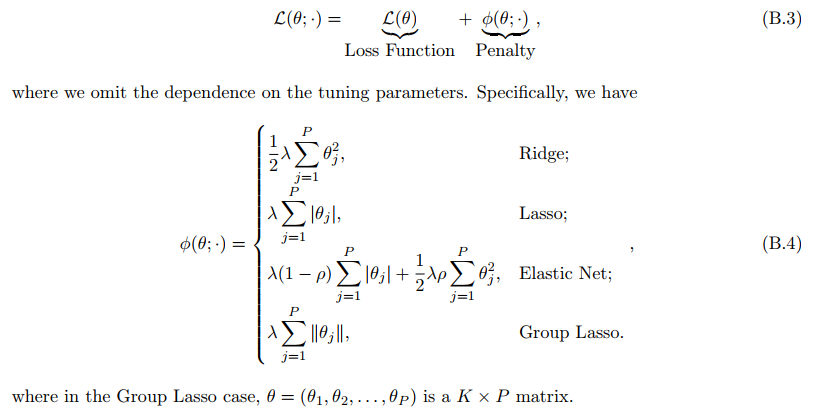 ℒ(θ; ·) = ℒ(θ) + φ(θ; ·) , (B.3)
Loss Function Penalty
where we omit the dependence on the tuning parameters. Specifically, we have
φ(θ; ·) = { , (B.4)
\frac{1}{2}λ∑_{j=1}^{P} θ_j^2, Ridge;
λ∑_{j=1}^{P} |θ_j|, Lasso;
λ(1 − ρ)∑_{j=1}^{P} |θ_j| + \frac{1}{2}λρ∑_{j=1}^{P} θ_j^2, Elastic Net;
λ∑_{j=1}^{P} ‖θ_j‖, Group Lasso.
where in the Group Lasso case, θ = (θ_1, θ_2, . . . , θ_P) is a K × P matrix.